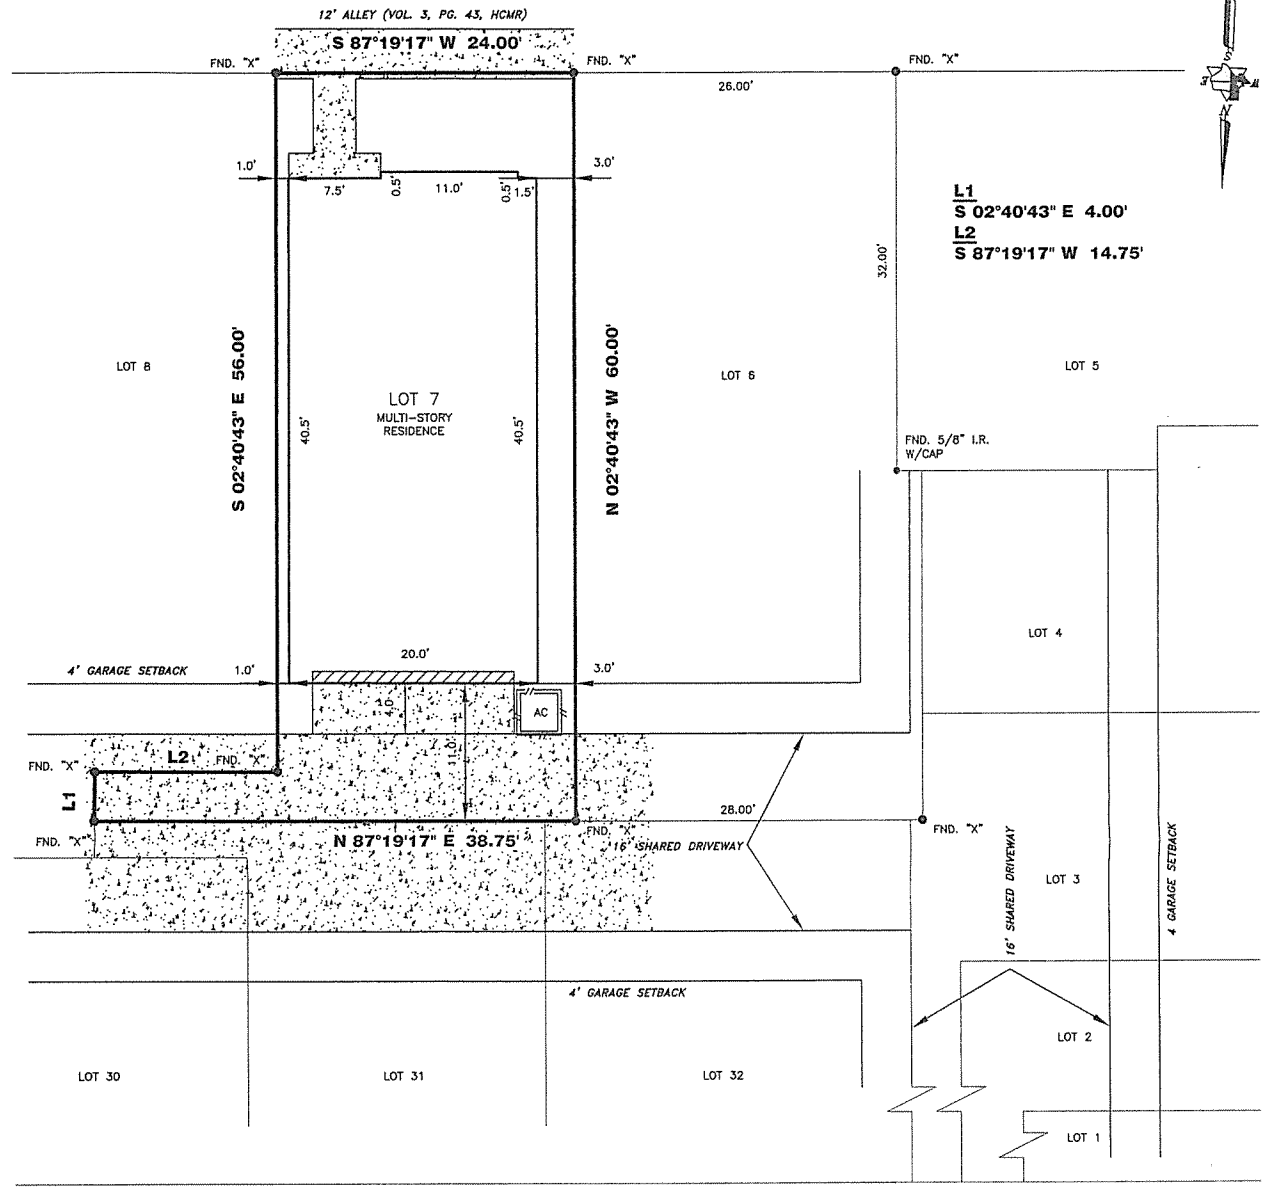 12' ALLEY (VOL. 3, PG. 43, HCMR)
S 87°19'17" W 24.00'
FND. "X"
FND. "X"
FND. "X"
26.00'
S
N
1.0'
3.0'
7.5'
0.5'
11.0'
0.5'
1.5'
L1
S 02°40'43" E 4.00'
L2
S 87°19'17" W 14.75'
32.00'
S 02°40'43" E 56.00'
N 02°40'43" W 60.00'
LOT 8
LOT 7
MULTI-STORY
RESIDENCE
40.5'
40.5'
LOT 6
LOT 5
FND. 5/8" I.R.
W/CAP
LOT 4
4' GARAGE SETBACK
1.0'
20.0'
3.0'
4.0'
AC
11.0'
L2
FND. "X"
FND. "X"
L1
FND. "X"
N 87°19'17" E 38.75'
FND. "X"
28.00'
16' SHARED DRIVEWAY
FND. "X"
LOT 3
16' SHARED DRIVEWAY
4 GARAGE SETBACK
4' GARAGE SETBACK
LOT 2
LOT 30
LOT 31
LOT 32
LOT 1